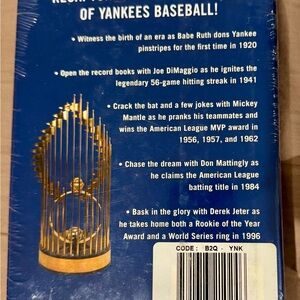 OF YANKEES BASEBALL!
• Witness the birth of an era as Babe Ruth dons Yankee
pinstripes for the first time in 1920
• Open the record books with Joe DiMaggio as he ignites the
legendary 56-game hitting streak in 1941
• Crack the bat and a few jokes with Mickey
Mantle as he pranks his teammates and
wins the American League MVP award in
1956, 1957, and 1962
• Chase the dream with Don Mattingly as
he claims the American League
batting title in 1984
• Bask in the glory with Derek Jeter as he
takes home both a Rookie of the Year
Award and a World Series ring in 1996
CODE: B2Q - YNK